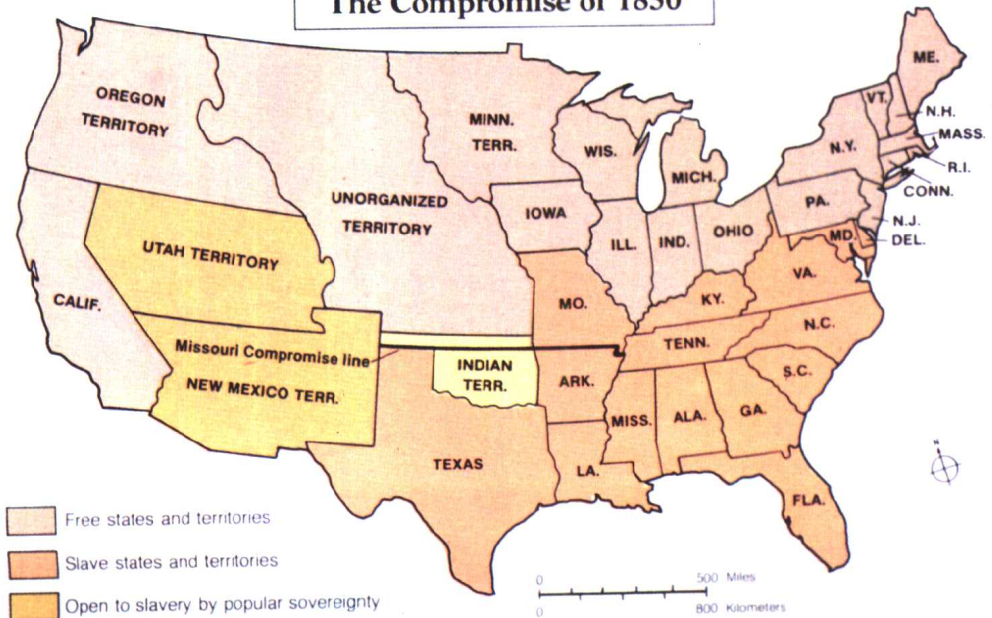 The Compromise of 1850
OREGON
TERRITORY
MINN.
TERR.
UNORGANIZED
TERRITORY
WIS.
MICH.
IOWA
ILL.
IND.
OHIO
PA.
N.Y.
VT.
ME.
N.H.
MASS.
R.I.
CONN.
N.J.
DEL.
MD.
UTAH TERRITORY
CALIF.
MO.
KY.
VA.
N.C.
TENN.
Missouri Compromise line
NEW MEXICO TERR.
INDIAN
TERR.
ARK.
S.C.
MISS.
ALA.
GA.
TEXAS
LA.
FLA.
N
Free states and territories
Slave states and territories
Open to slavery by popular sovereignty
0 500 Miles
0 800 Kilometers